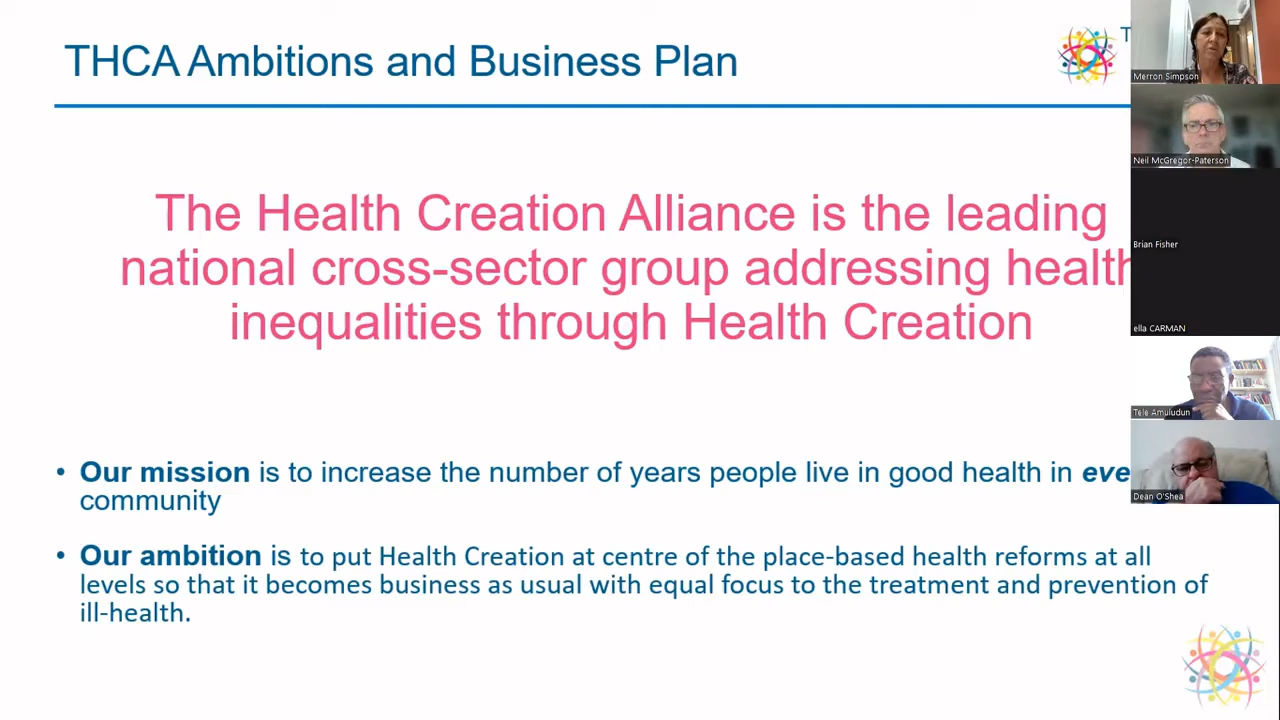 THCA Ambitions and Business Plan
T
The Health Creation Alliance is the leading
national cross-sector group addressing health
inequalities through Health Creation
• Our mission is to increase the number of years people live in good health in eve
community
• Our ambition is to put Health Creation at centre of the place-based health reforms at all
levels so that it becomes business as usual with equal focus to the treatment and prevention of
ill-health.
Merron Simpson
Neil McGregor-Paterson
Brian Fisher
ella CARMAN
Tele Amuludun
Dean O'Shea